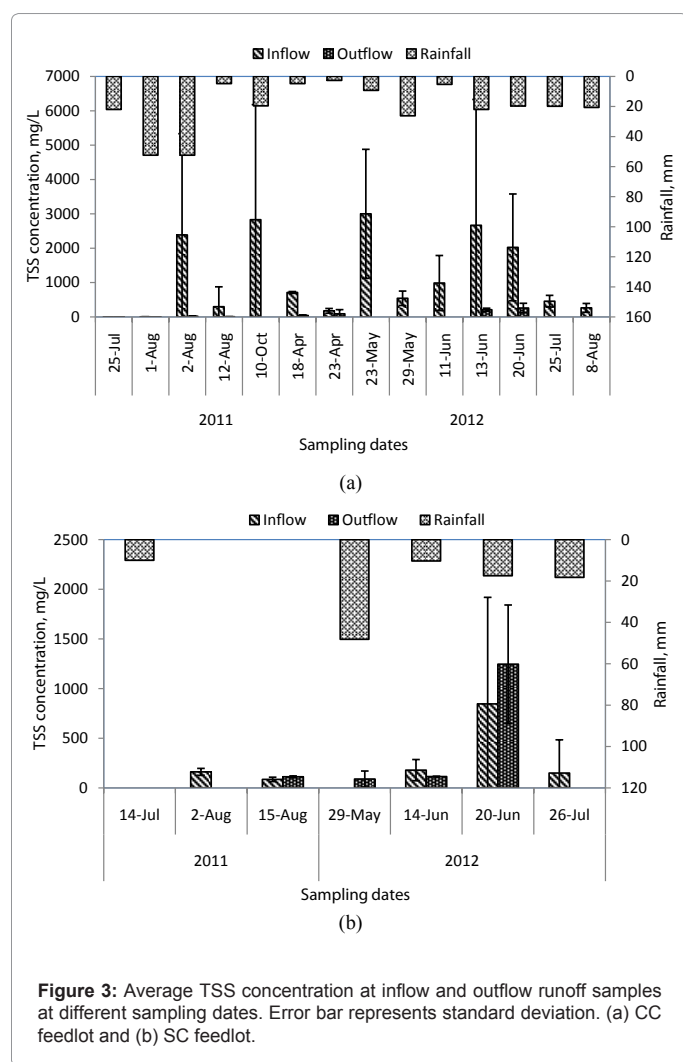 Inflow Outflow Rainfall
7000 0
6000 20
5000 40
4000 60
3000 80
2000 100
1000 120
0 140
160
TSS concentration, mg/L
Rainfall, mm
25-Jul 1-Aug 2-Aug 12-Aug 10-Oct 18-Apr 23-Apr 23-May 29-May 11-Jun 13-Jun 20-Jun 25-Jul 8-Aug
2011 2012
Sampling dates
(a)
Inflow Outflow Rainfall
2500 0
2000 20
1500 40
1000 60
500 80
0 100
120
TSS concentration, mg/L
Rainfall, mm
14-Jul 2-Aug 15-Aug 29-May 14-Jun 20-Jun 26-Jul
2011 2012
Sampling dates
(b)
Figure 3: Average TSS concentration at inflow and outflow runoff samples
at different sampling dates. Error bar represents standard deviation. (a) CC
feedlot and (b) SC feedlot.